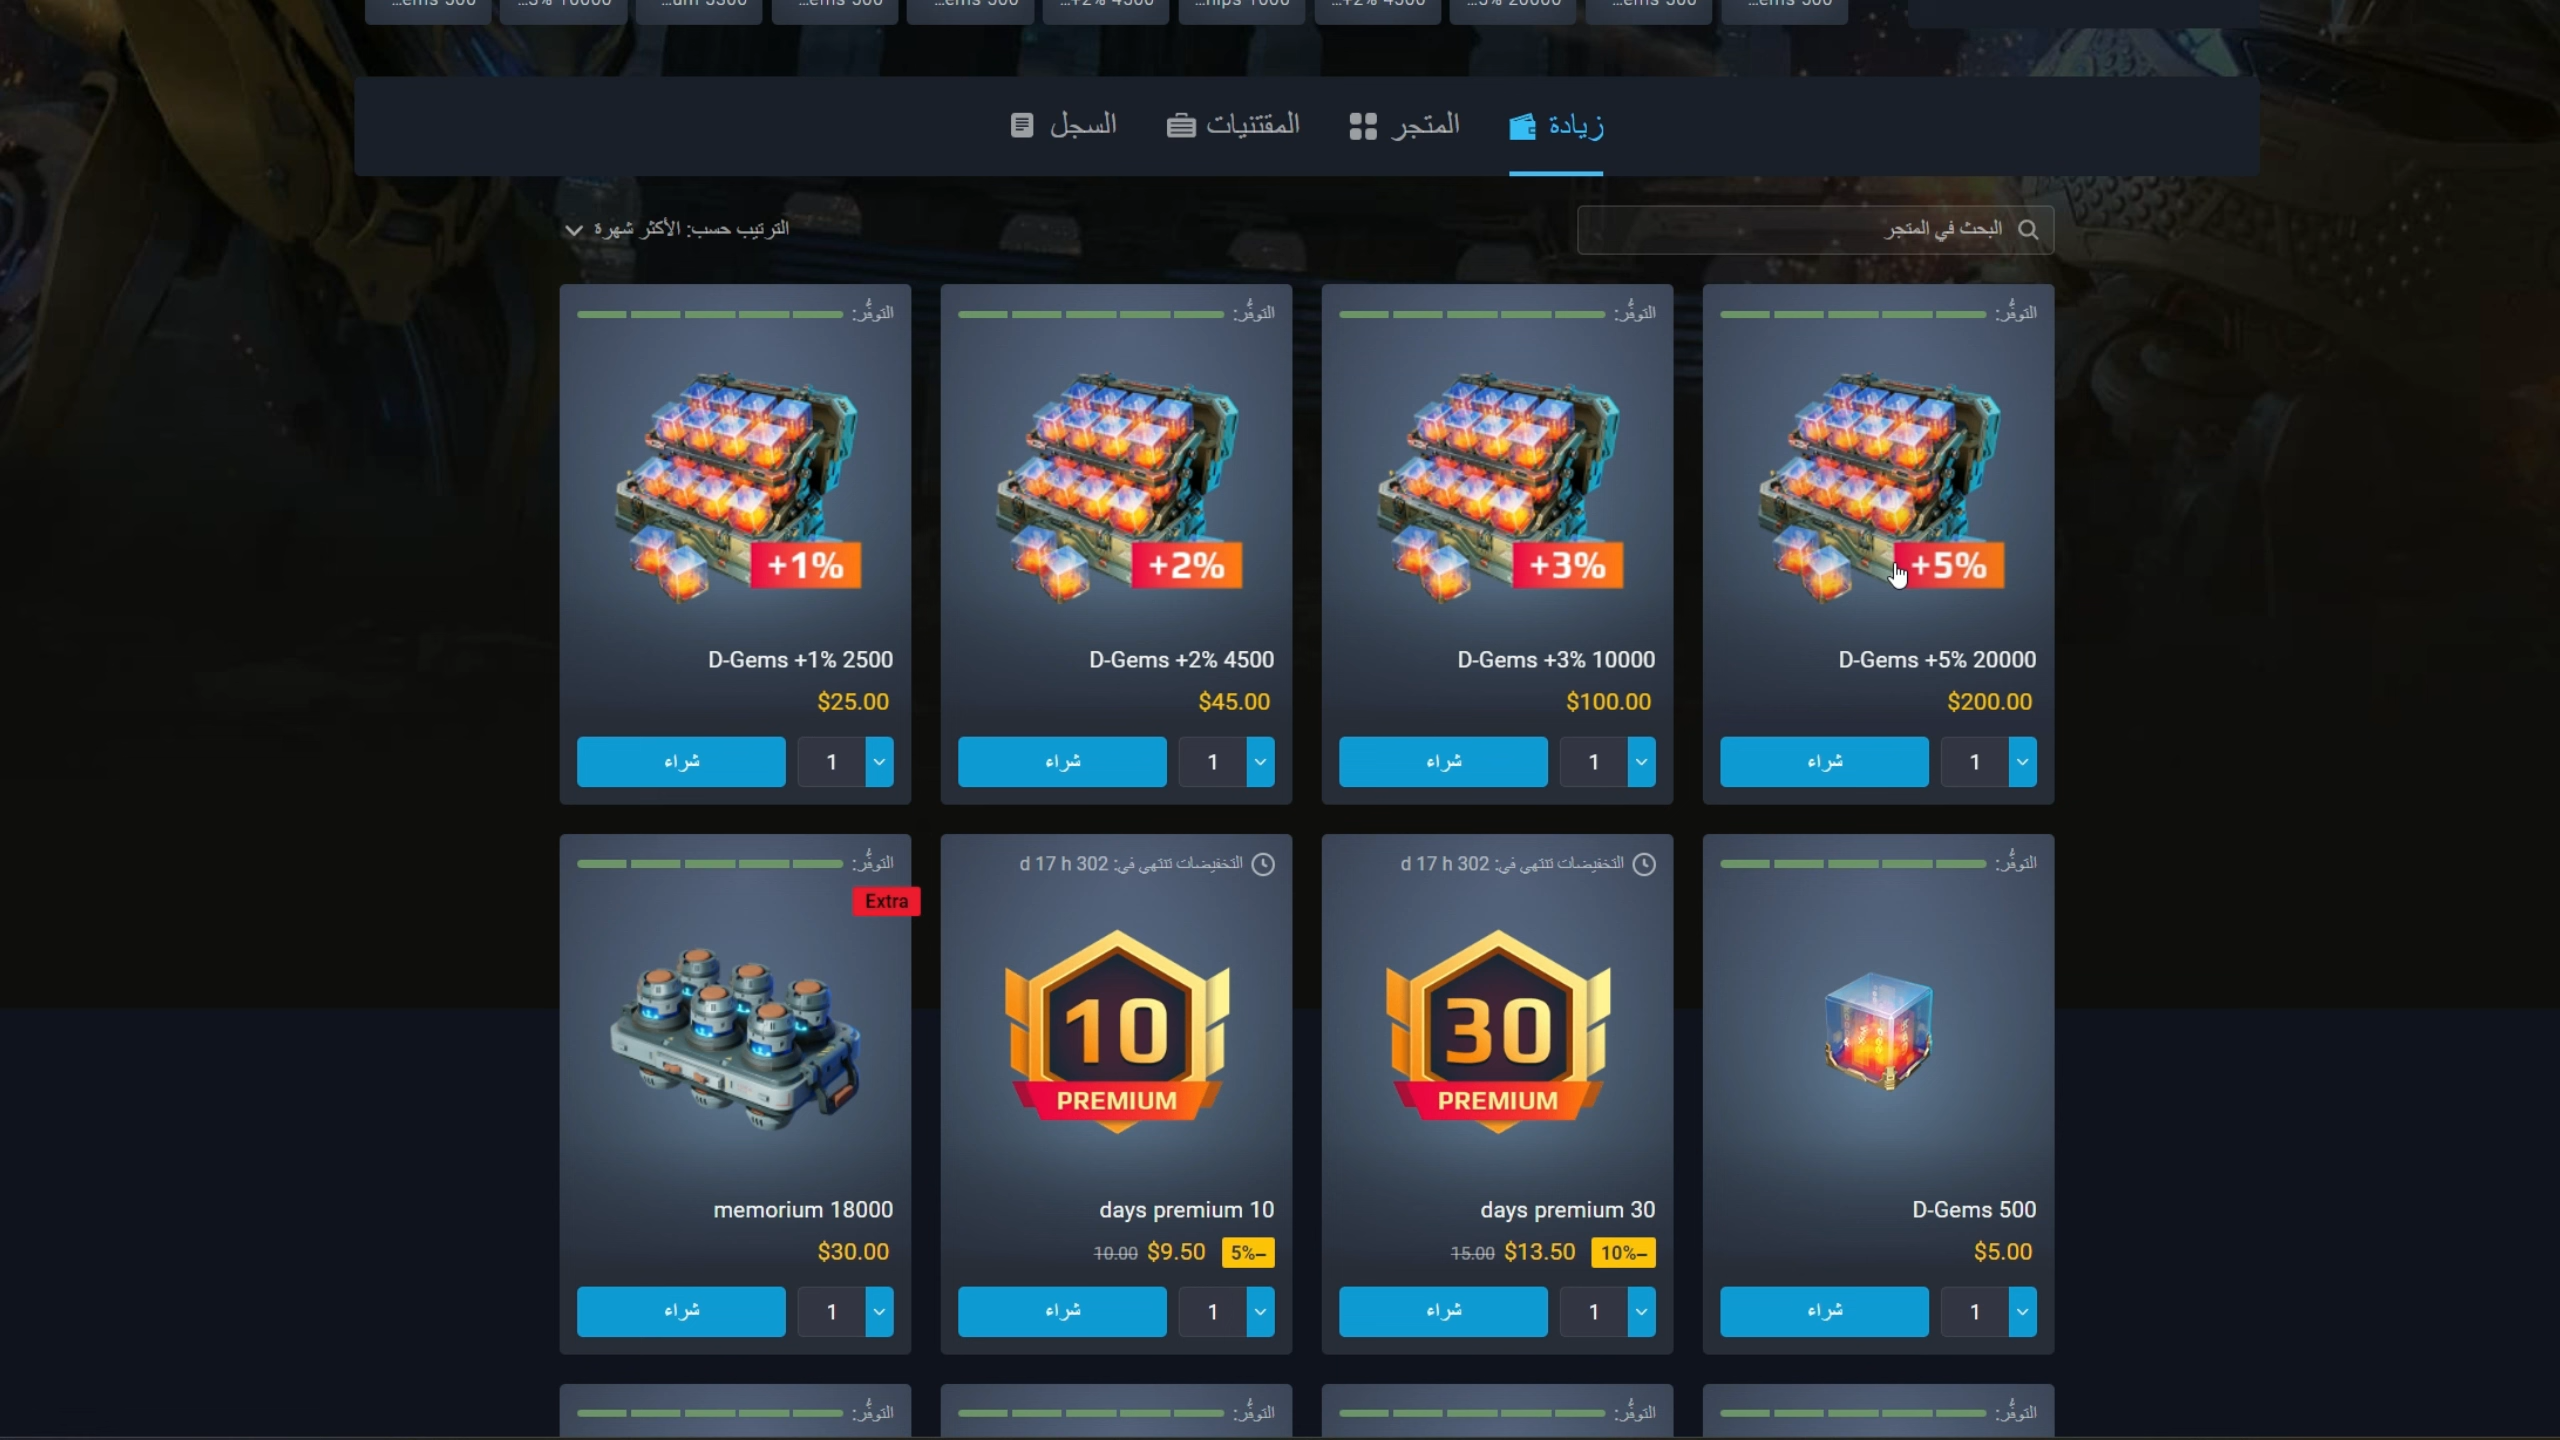 زيادة
المتجر
المقتنيات
السجل
البحث في المتجر
الترتيب حسب: الأكثر شهرة
التوفُّر:
+5%
D-Gems +5% 20000
$200.00
شراء
1
التوفُّر:
+3%
D-Gems +3% 10000
$100.00
شراء
1
التوفُّر:
+2%
D-Gems +2% 4500
$45.00
شراء
1
التوفُّر:
+1%
D-Gems +1% 2500
$25.00
شراء
1
التوفُّر:
D-Gems 500
$5.00
شراء
1
التخفيضات تنتهي في: d 17 h 302
30
PREMIUM
days premium 30
15.00 $13.50 10%–
شراء
1
التخفيضات تنتهي في: d 17 h 302
10
PREMIUM
days premium 10
10.00 $9.50 5%–
شراء
1
التوفُّر:
Extra
memorium 18000
$30.00
شراء
1
التوفُّر:
التوفُّر:
التوفُّر:
التوفُّر: